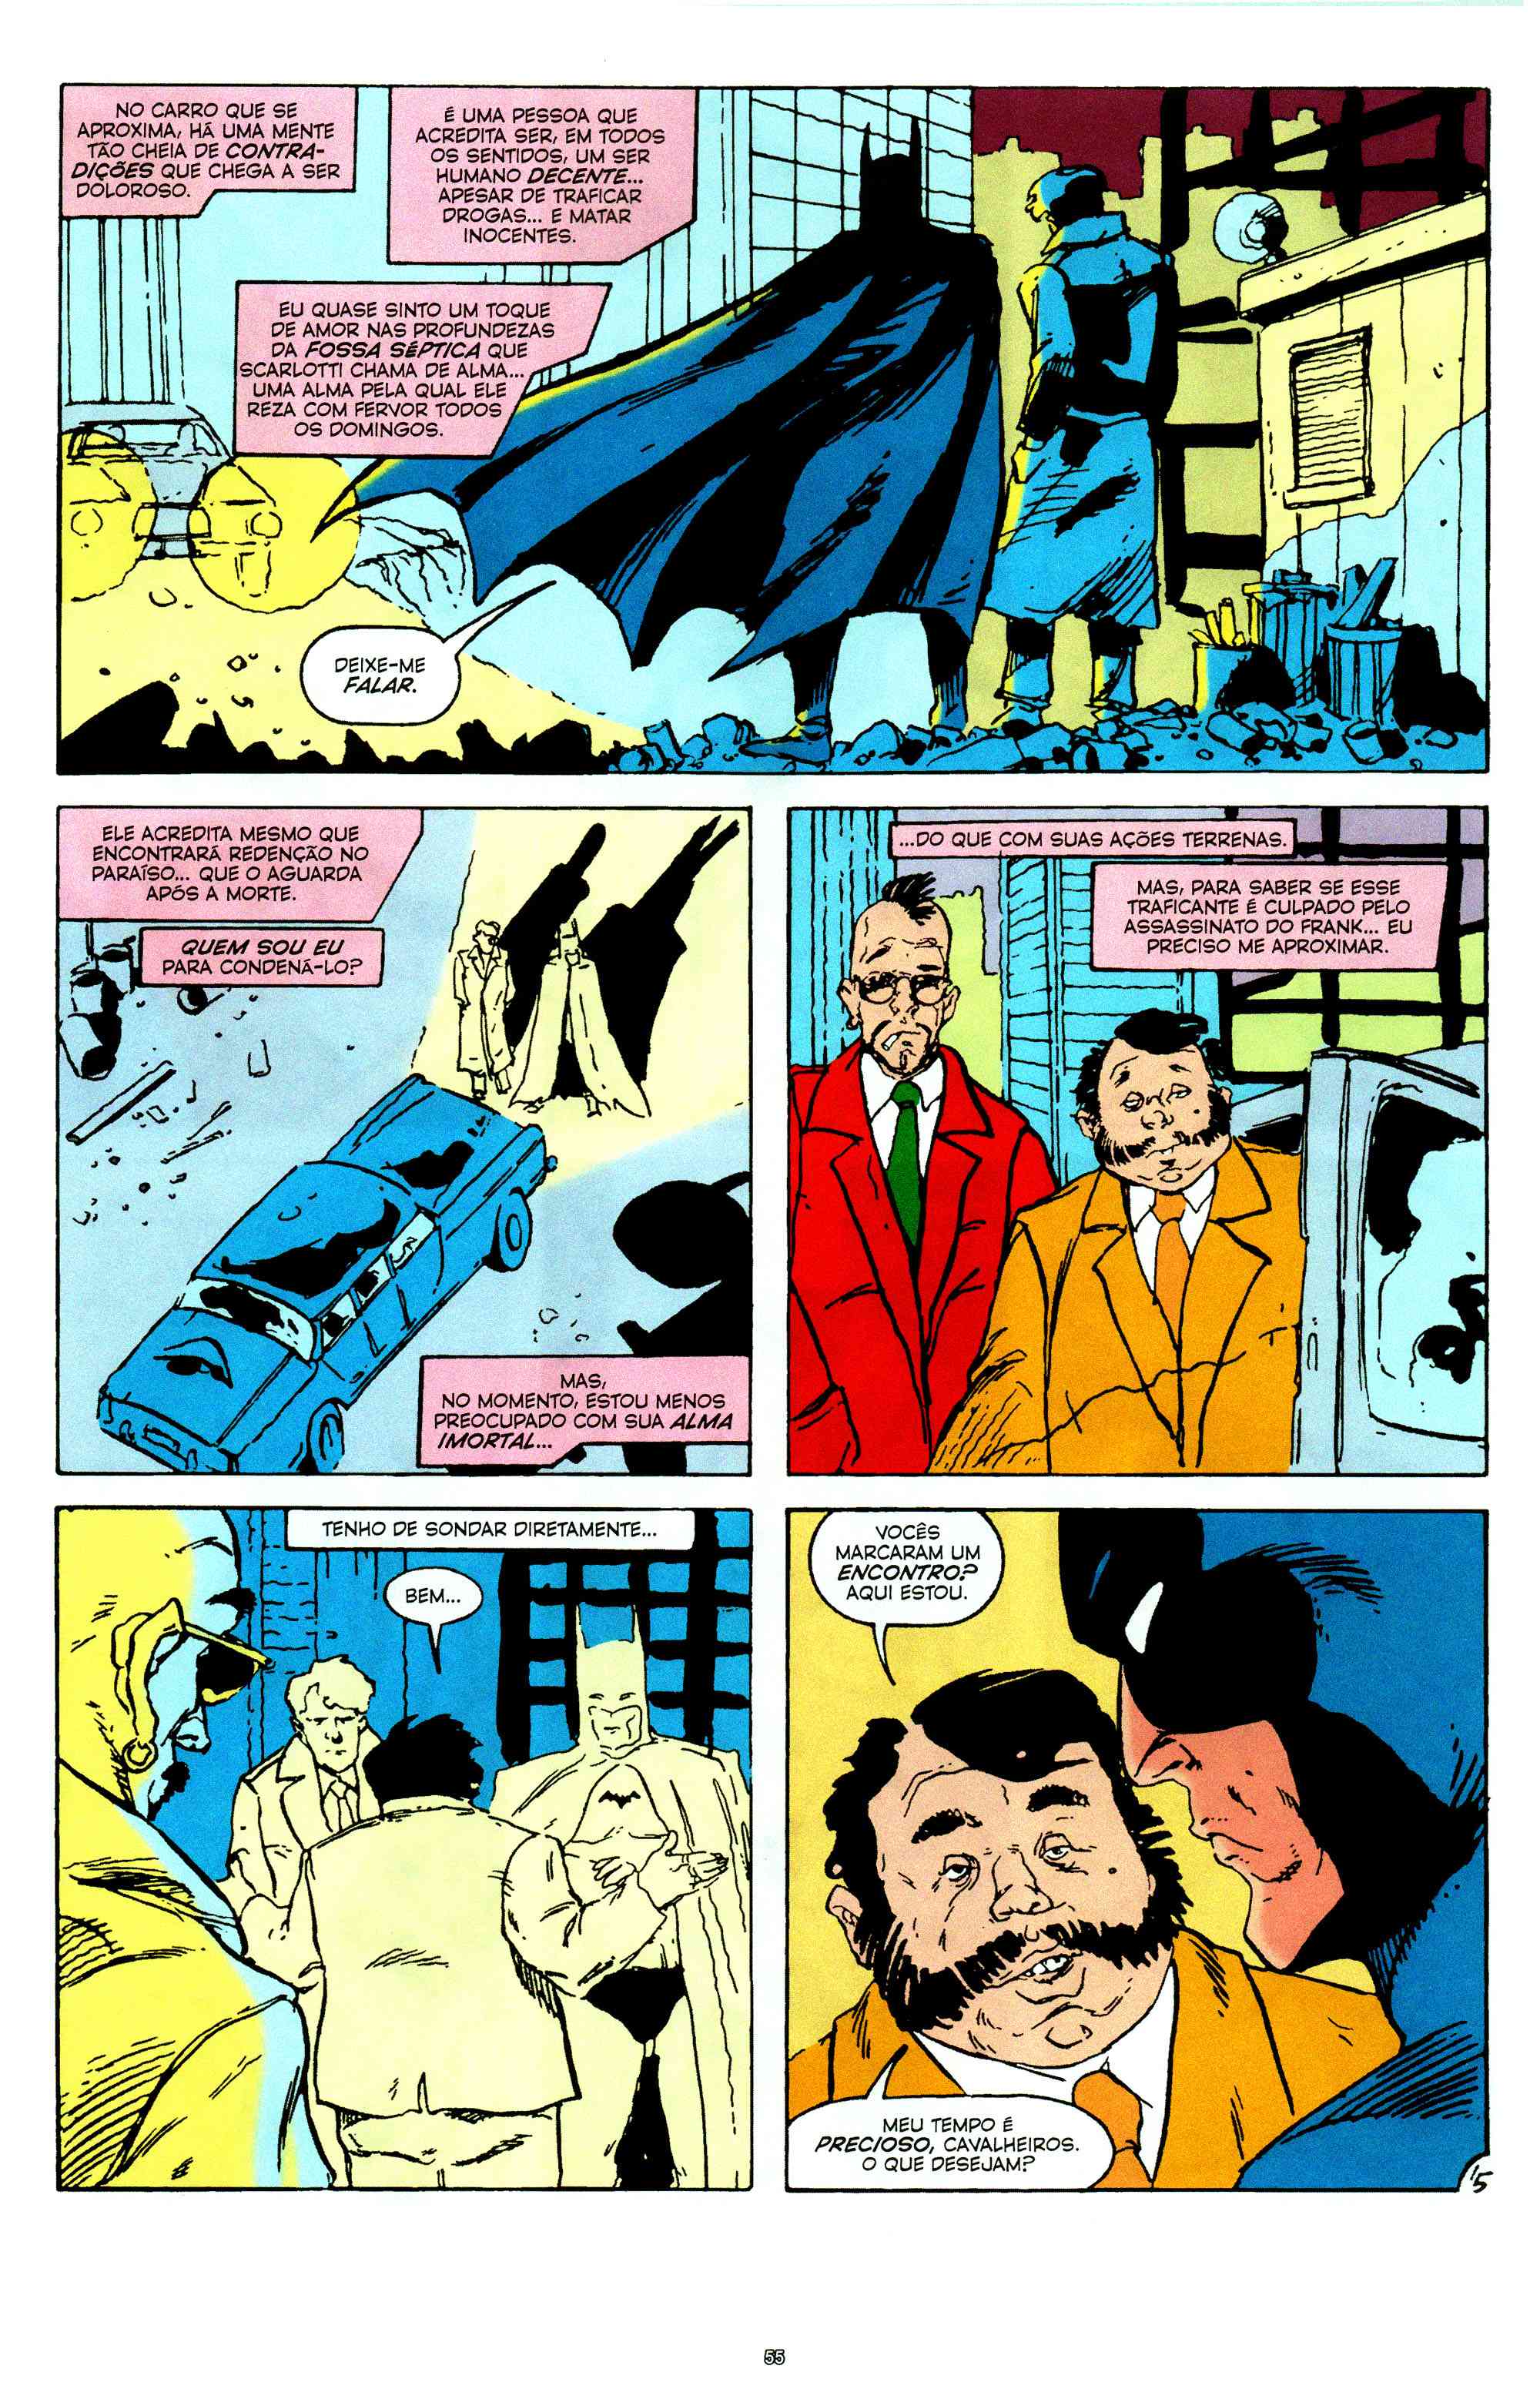 NO CARRO QUE SE
APROXIMA, HÁ UMA MENTE
TÃO CHEIA DE CONTRA-
DIÇÕES QUE CHEGA A SER
DOLOROSO.
É UMA PESSOA QUE
ACREDITA SER, EM TODOS
OS SENTIDOS, UM SER
HUMANO DECENTE...
APESAR DE TRAFICAR
DROGAS... E MATAR
INOCENTES.
EU QUASE SINTO UM TOQUE
DE AMOR NAS PROFUNDEZAS
DA FOSSA SÉPTICA QUE
SCARLOTTI CHAMA DE ALMA...
UMA ALMA PELA QUAL ELE
REZA COM FERVOR TODOS
OS DOMINGOS.
DEIXE-ME
FALAR.
ELE ACREDITA MESMO QUE
ENCONTRARÁ REDENÇÃO NO
PARAÍSO... QUE O AGUARDA
APÓS A MORTE.
QUEM SOU EU
PARA CONDENÁ-LO?
MAS,
NO MOMENTO, ESTOU MENOS
PREOCUPADO COM SUA ALMA
IMORTAL...
...DO QUE COM SUAS AÇÕES TERRENAS.
MAS, PARA SABER SE ESSE
TRAFICANTE É CULPADO PELO
ASSASSINATO DO FRANK... EU
PRECISO ME APROXIMAR.
TENHO DE SONDAR DIRETAMENTE...
BEM...
VOCÊS
MARCARAM UM
ENCONTRO?
AQUI ESTOU.
MEU TEMPO É
PRECIOSO, CAVALHEIROS.
O QUE DESEJAM?
15
55